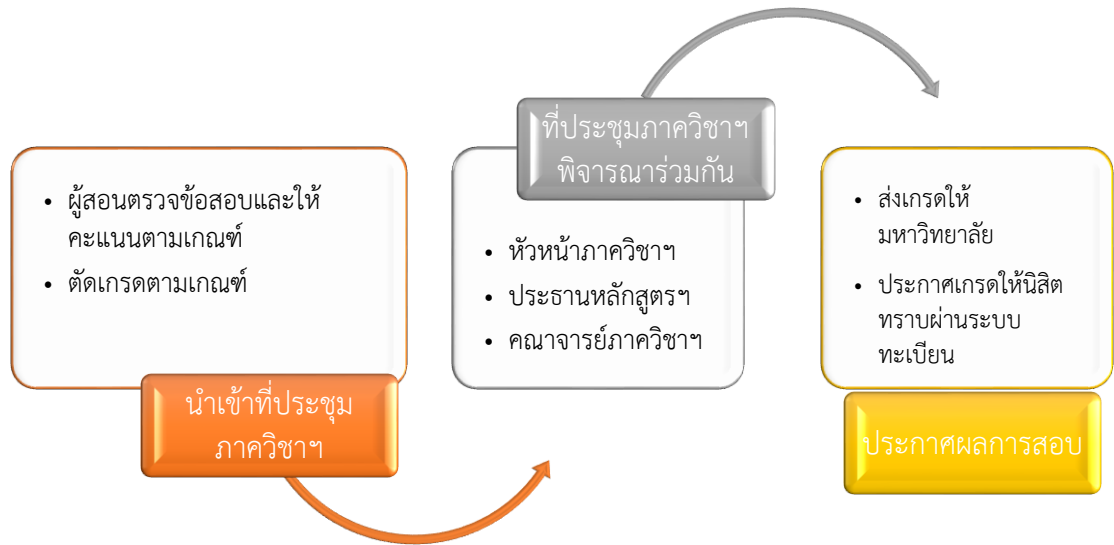 • ผู้สอนตรวจข้อสอบและให้
คะแนนตามเกณฑ์
• ตัดเกรดตามเกณฑ์
นำเข้าที่ประชุม
ภาควิชาฯ
ที่ประชุมภาควิชาฯ
พิจารณาร่วมกัน
• หัวหน้าภาควิชาฯ
• ประธานหลักสูตรฯ
• คณาจารย์ภาควิชาฯ
• ส่งเกรดให้
มหาวิทยาลัย
• ประกาศเกรดให้นิสิต
ทราบผ่านระบบ
ทะเบียน
ประกาศผลการสอบ